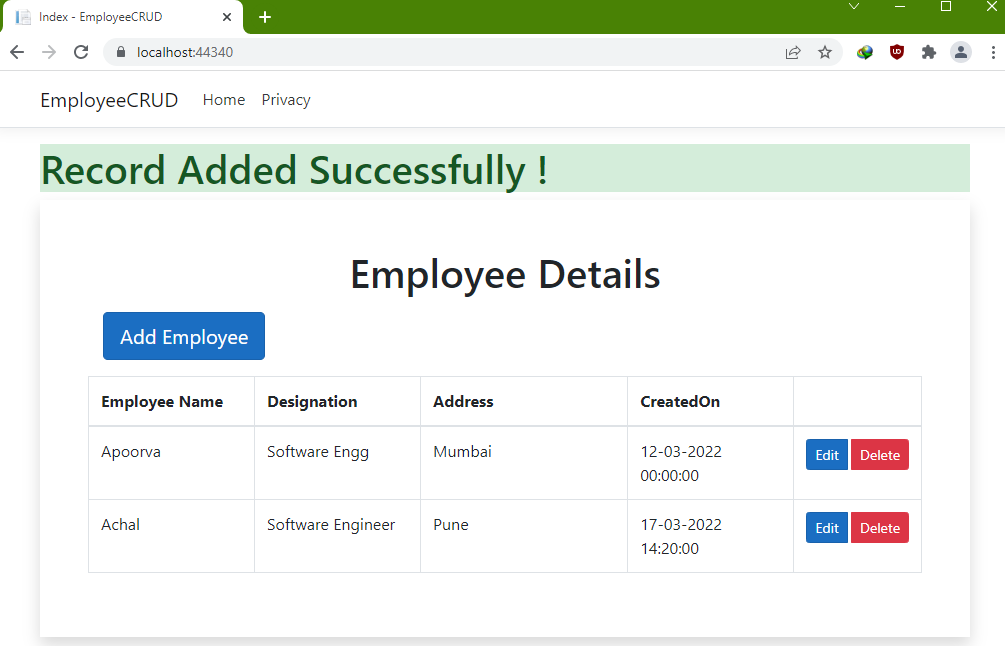 Index - EmployeeCRUD
localhost:44340
EmployeeCRUD Home Privacy
Record Added Successfully !
Employee Details
Add Employee
Employee Name Designation Address CreatedOn
Apoorva Software Engg Mumbai 12-03-2022 Edit Delete
00:00:00
Achal Software Engineer Pune 17-03-2022 Edit Delete
14:20:00